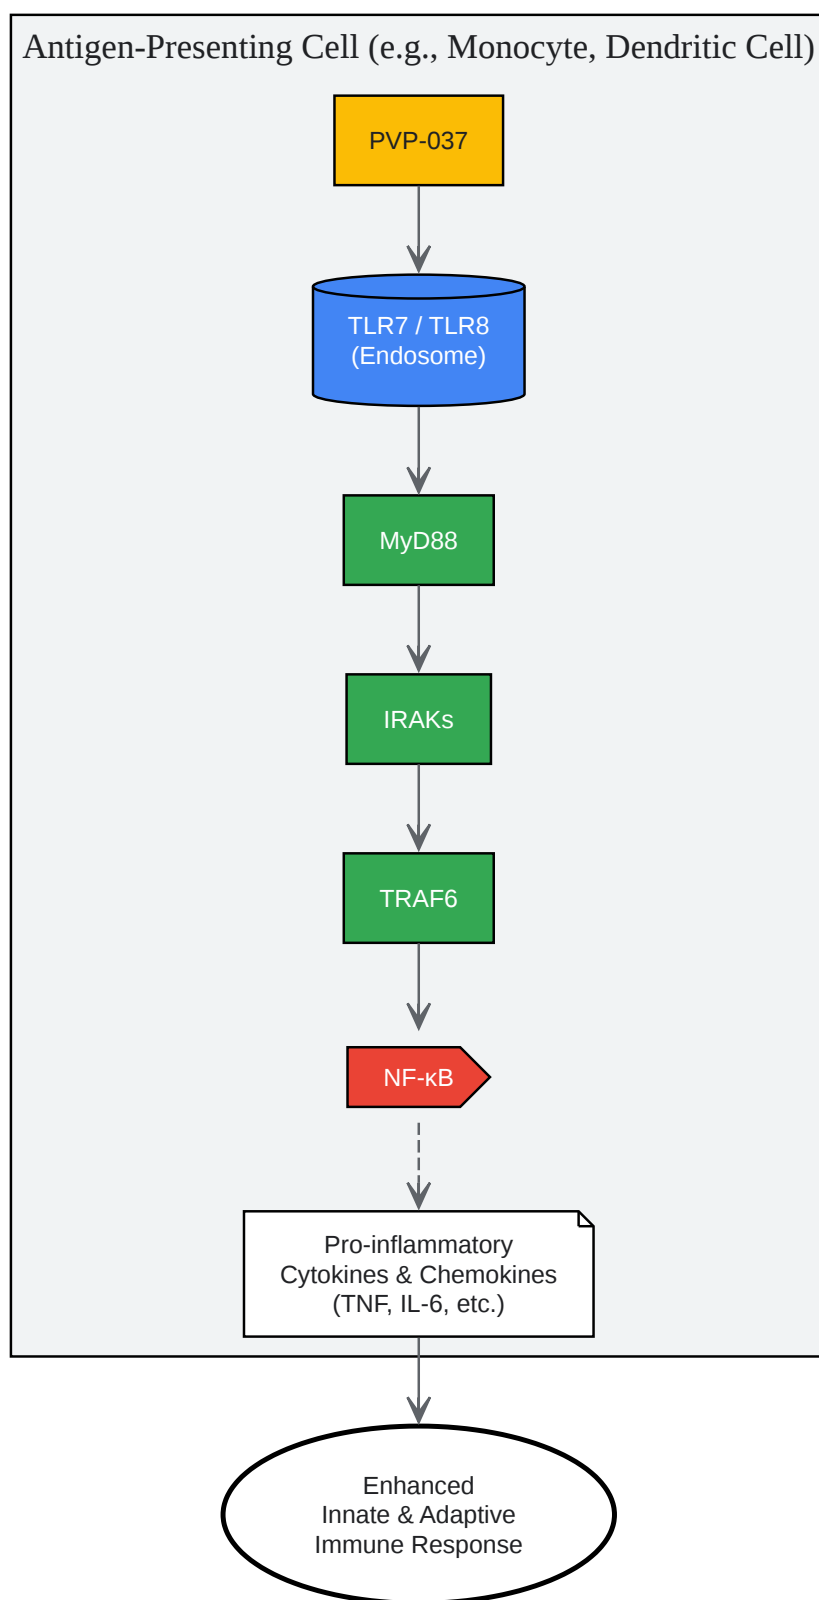 Antigen-Presenting Cell (e.g., Monocyte, Dendritic Cell)
PVP-037
TLR7 / TLR8
(Endosome)
MyD88
IRAKs
TRAF6
NF-κB
Pro-inflammatory
Cytokines & Chemokines
(TNF, IL-6, etc.)
Enhanced
Innate & Adaptive
Immune Response